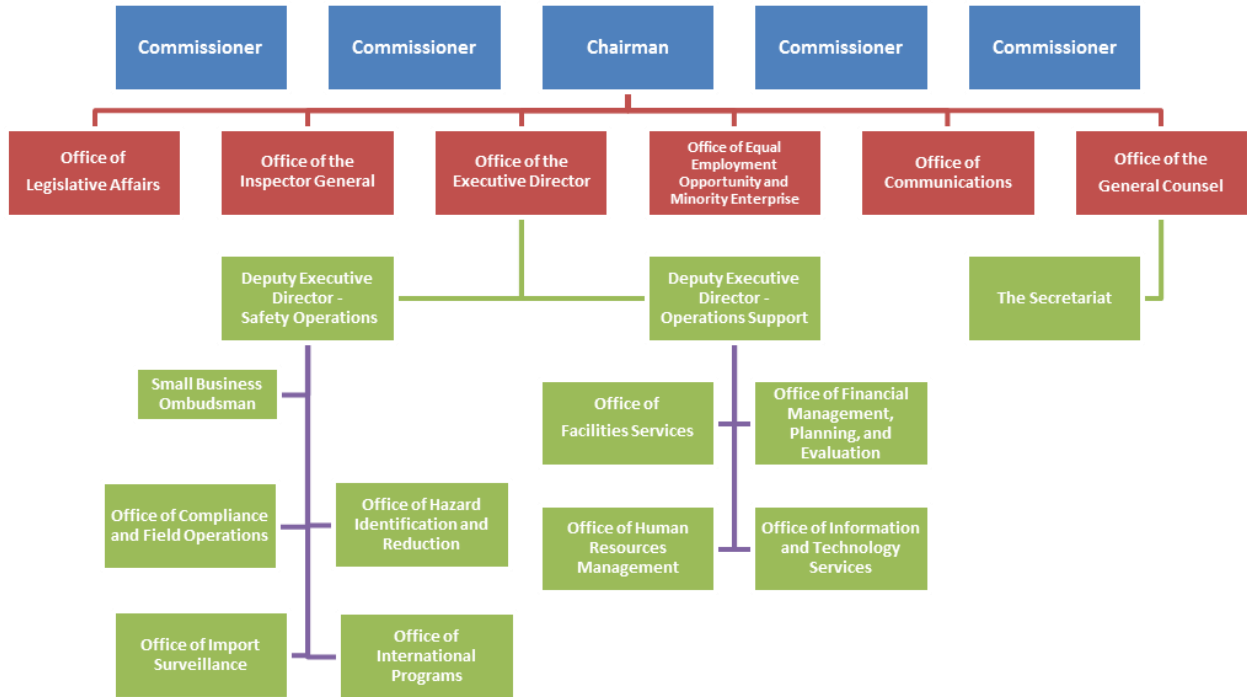 Commissioner
Commissioner
Chairman
Commissioner
Commissioner
Office of
Legislative Affairs
Office of the
Inspector General
Office of the
Executive Director
Office of Equal
Employment
Opportunity and
Minority Enterprise
Office of
Communications
Office of the
General Counsel
Deputy Executive
Director -
Safety Operations
Deputy Executive
Director -
Operations Support
The Secretariat
Small Business
Ombudsman
Office of
Facilities Services
Office of Financial
Management,
Planning, and
Evaluation
Office of Compliance
and Field Operations
Office of Hazard
Identification and
Reduction
Office of Human
Resources
Management
Office of Information
and Technology
Services
Office of Import
Surveillance
Office of
International
Programs